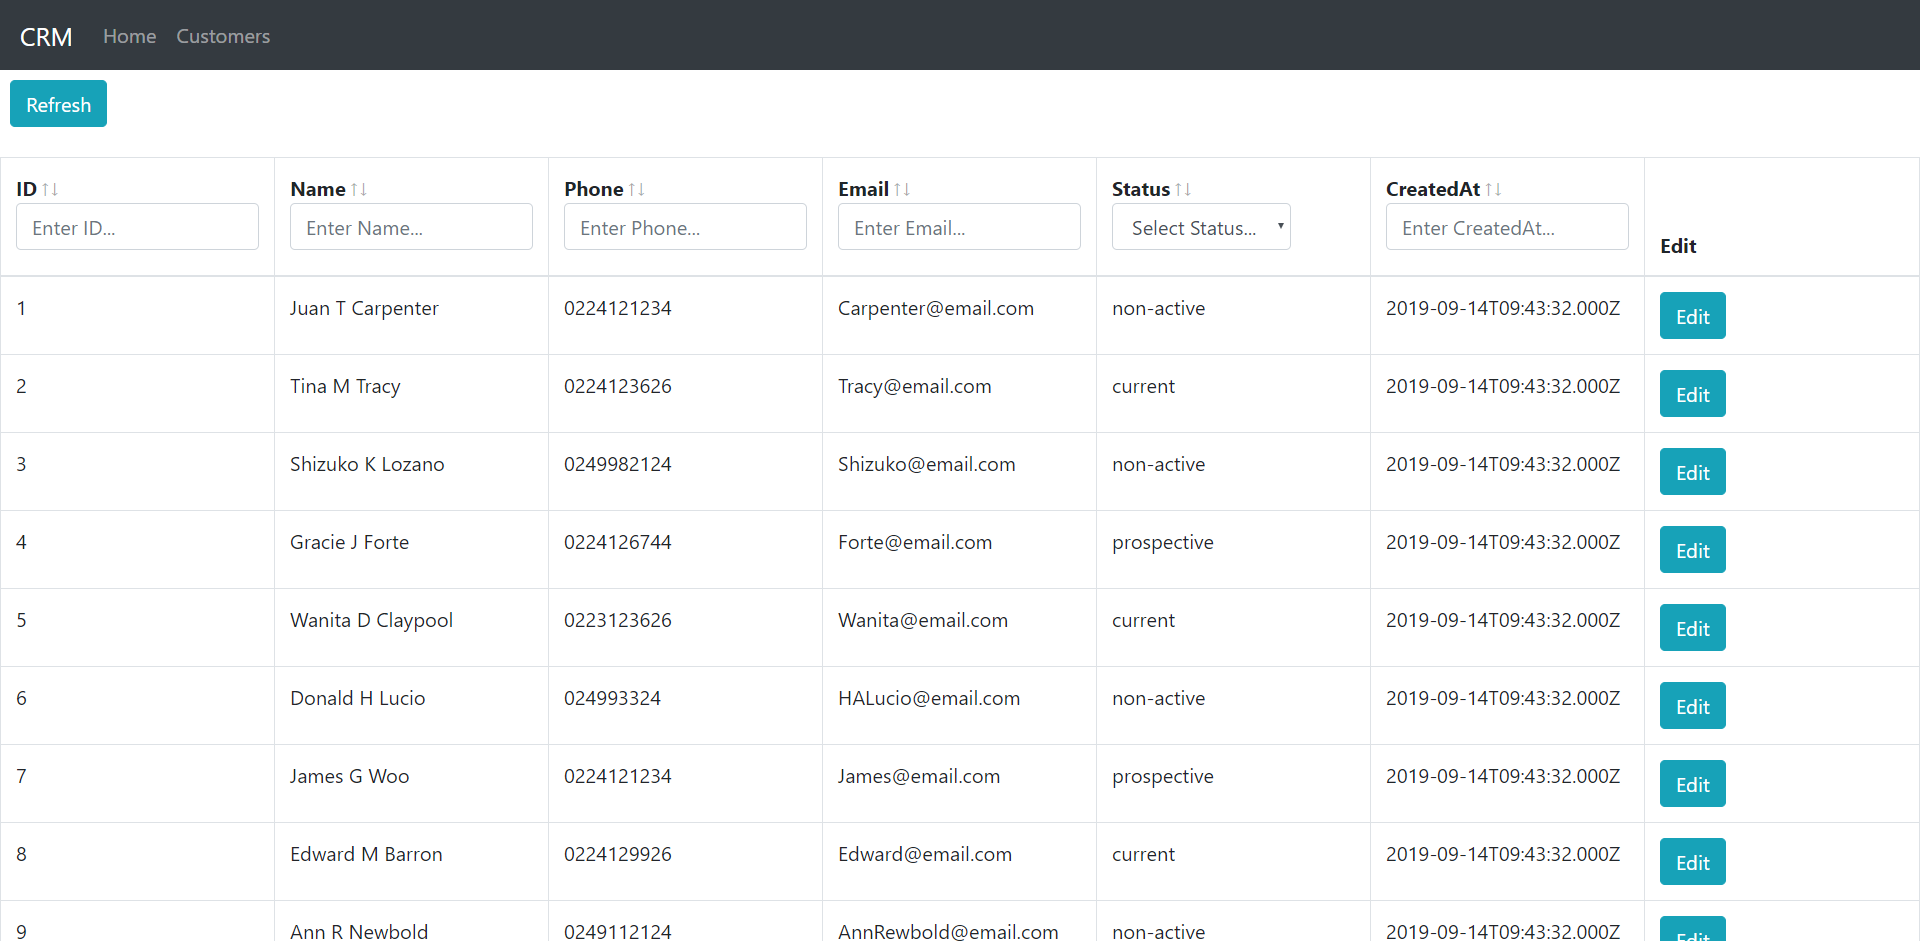 CRM Home Customers
Refresh
ID ↑↓ Name ↑↓ Phone ↑↓ Email ↑↓ Status ↑↓ CreatedAt ↑↓
Enter ID... Enter Name... Enter Phone... Enter Email... Select Status... Enter CreatedAt...
Edit
1 Juan T Carpenter 0224121234 Carpenter@email.com non-active 2019-09-14T09:43:32.000Z Edit
2 Tina M Tracy 0224123626 Tracy@email.com current 2019-09-14T09:43:32.000Z Edit
3 Shizuko K Lozano 0249982124 Shizuko@email.com non-active 2019-09-14T09:43:32.000Z Edit
4 Gracie J Forte 0224126744 Forte@email.com prospective 2019-09-14T09:43:32.000Z Edit
5 Wanita D Claypool 0223123626 Wanita@email.com current 2019-09-14T09:43:32.000Z Edit
6 Donald H Lucio 024993324 HALucio@email.com non-active 2019-09-14T09:43:32.000Z Edit
7 James G Woo 0224121234 James@email.com prospective 2019-09-14T09:43:32.000Z Edit
8 Edward M Barron 0224129926 Edward@email.com current 2019-09-14T09:43:32.000Z Edit
9 Ann R Newbold 0249112124 AnnRewbold@email.com non-active 2019-09-14T09:43:32.000Z Edit